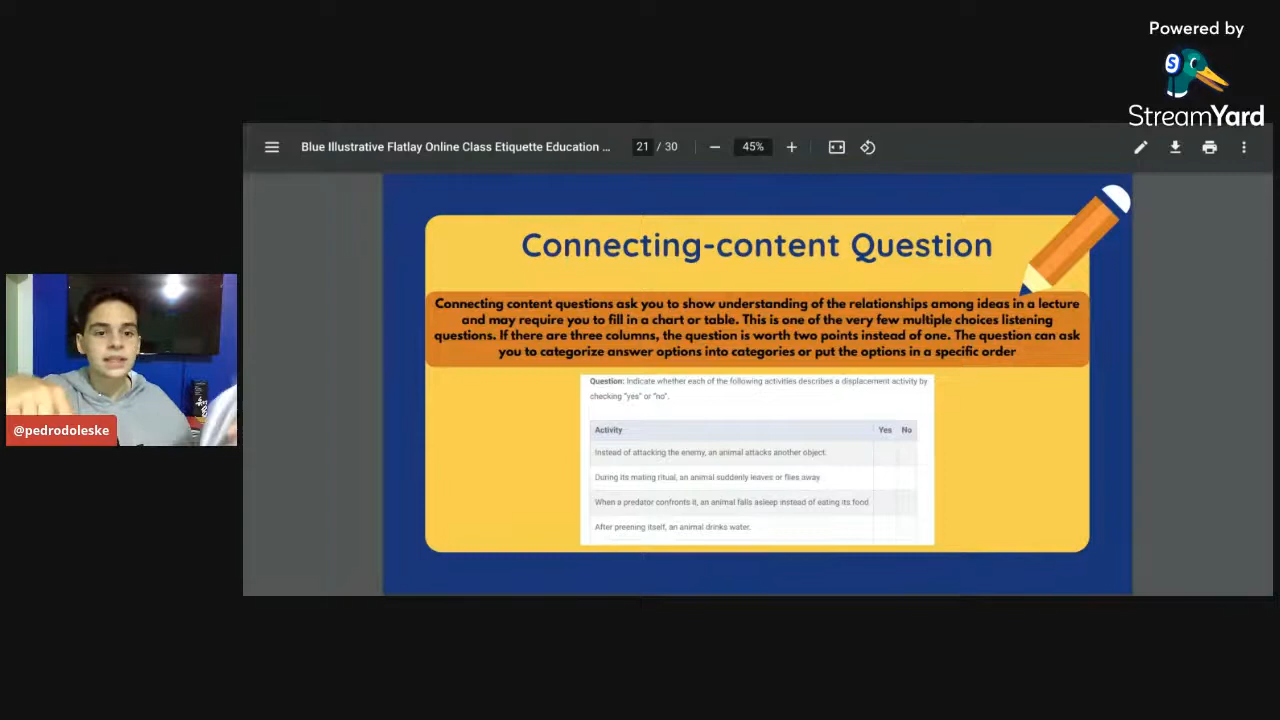 Powered by
StreamYard
Blue Illustrative Flatlay Online Class Etiquette Education ...
21 / 30
45%
Connecting-content Question
Connecting content questions ask you to show understanding of the relationships among ideas in a lecture
and may require you to fill in a chart or table. This is one of the very few multiple choices listening
questions. If there are three columns, the question is worth two points instead of one. The question can ask
you to categorize answer options into categories or put the options in a specific order
Question: Indicate whether each of the following activities describes a displacement activity by
checking "yes" or "no".
Activity Yes No
Instead of attacking the enemy, an animal attacks another object.
During its mating ritual, an animal suddenly leaves or flies away
When a predator confronts it, an animal falls asleep instead of eating its food
After preening itself, an animal drinks water.
@pedrodoleske